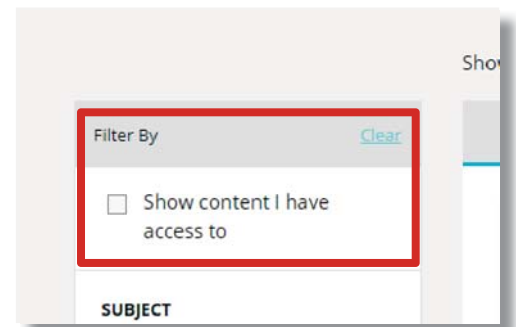 Filter By Clear
Show content I have
access to
SUBJECT